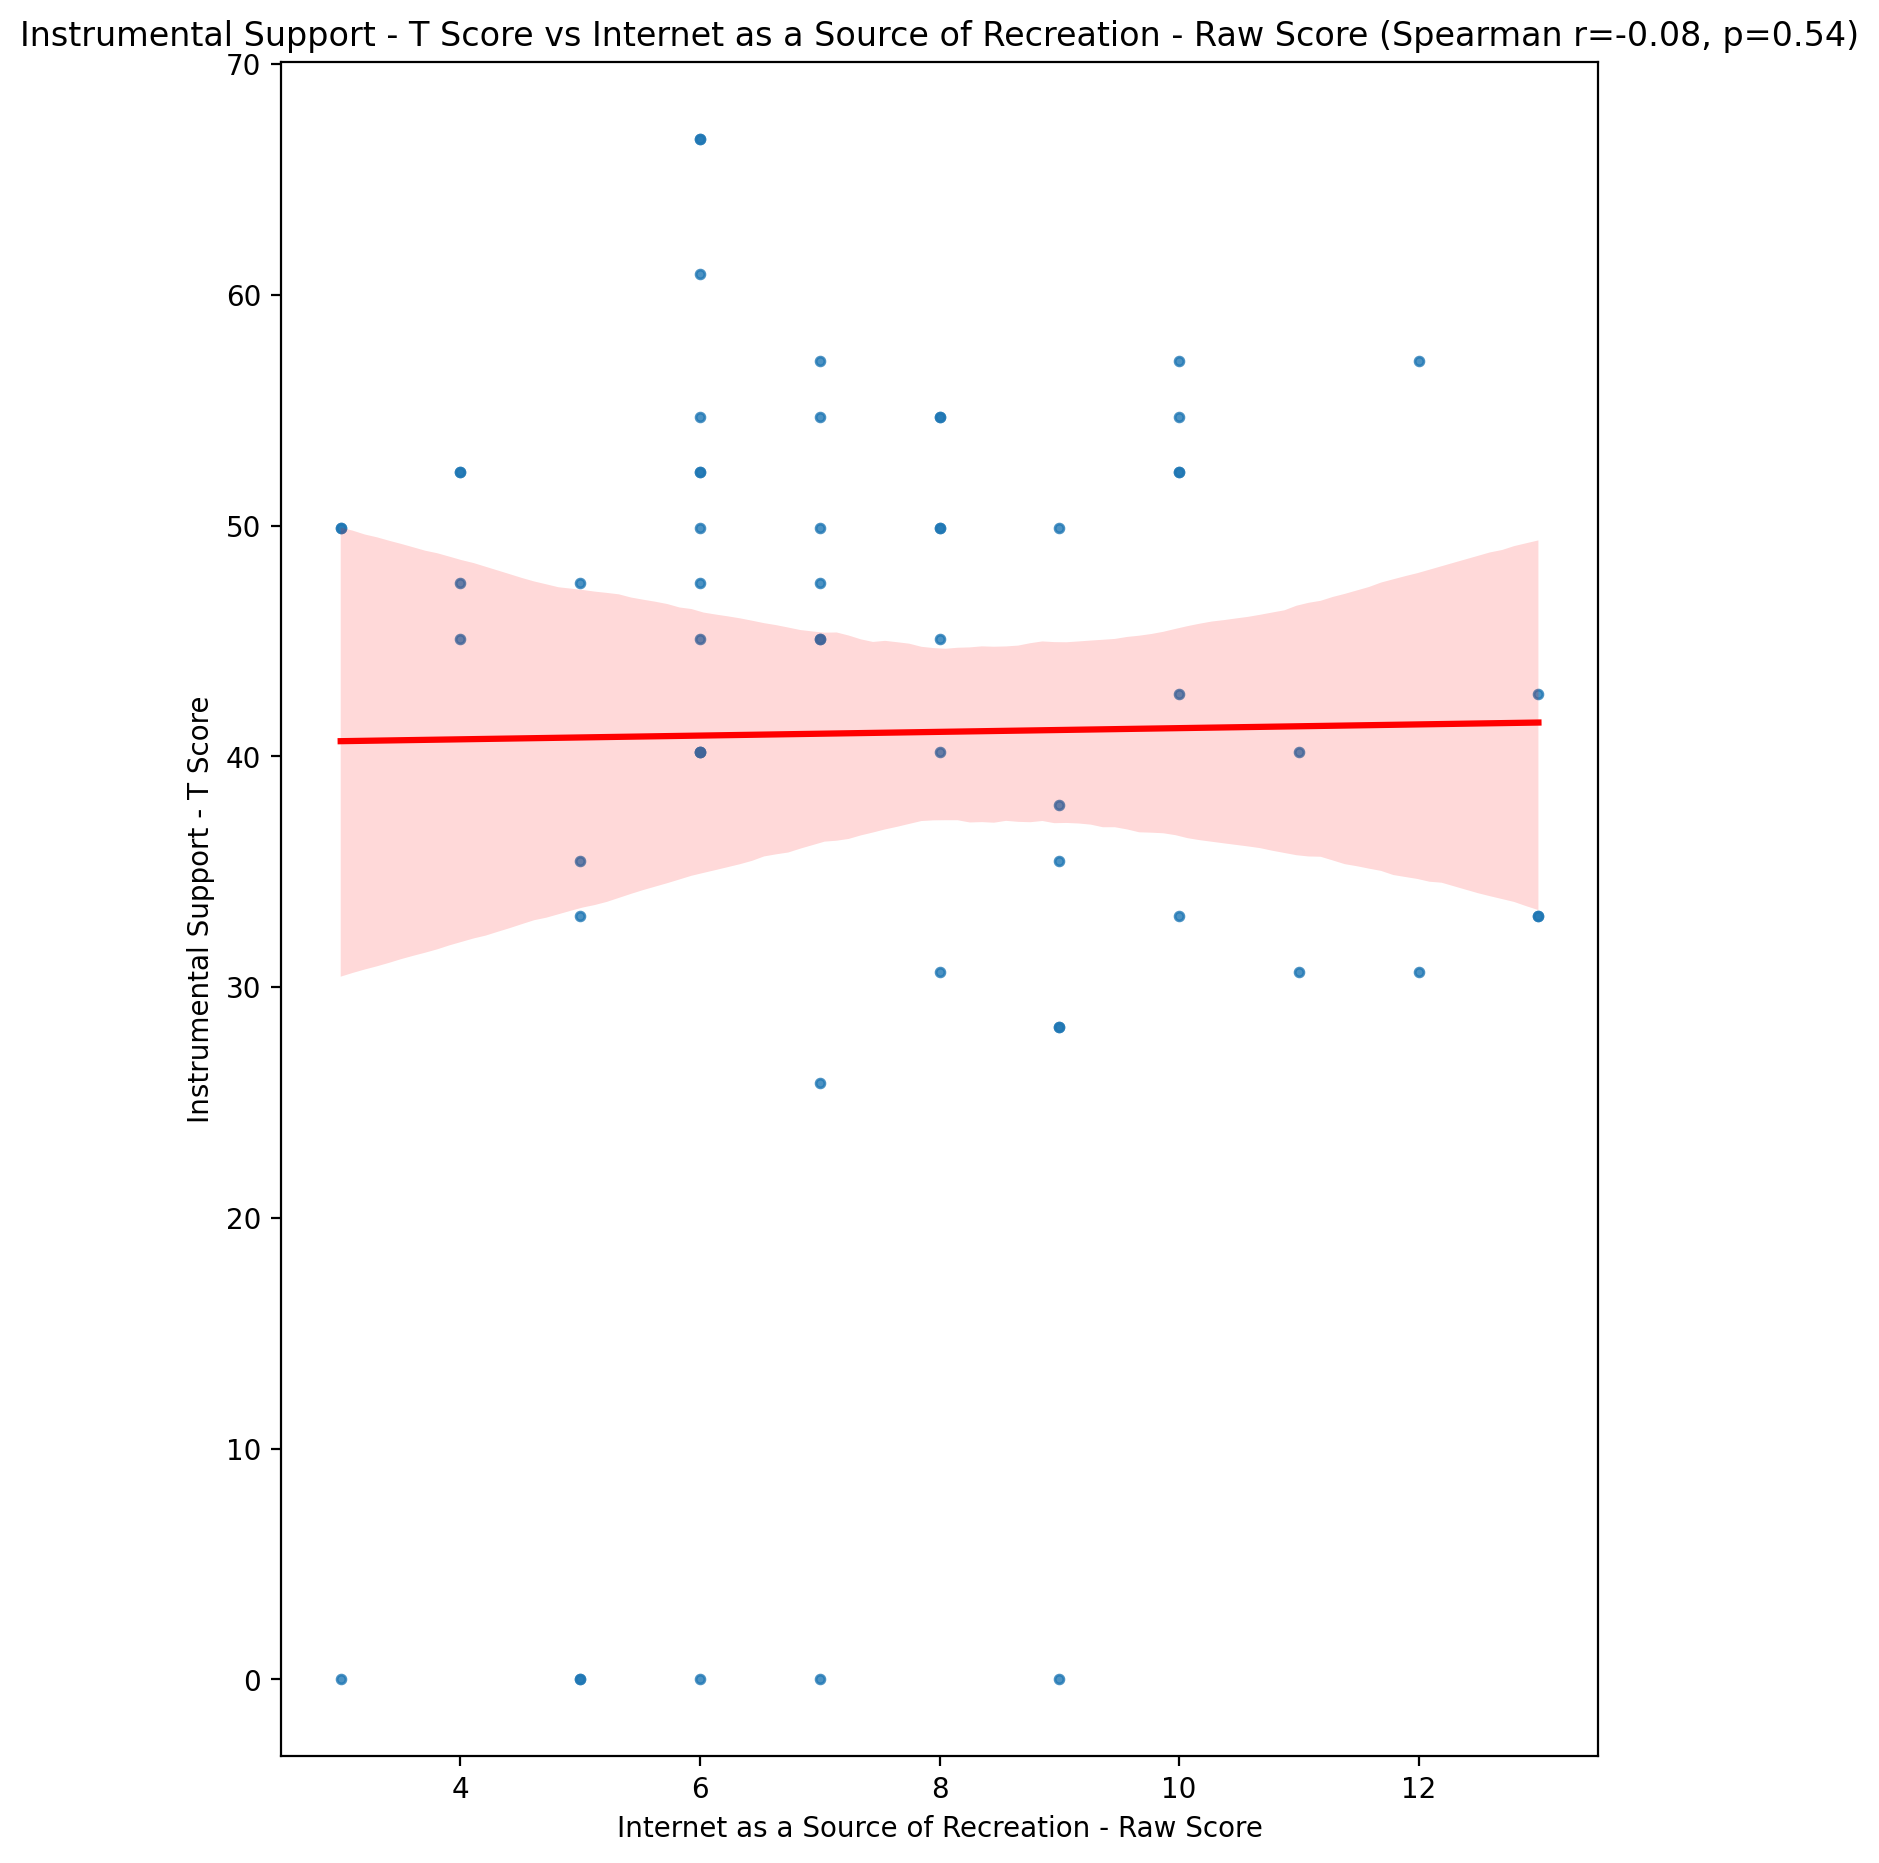 Instrumental Support - T Score vs Internet as a Source of Recreation - Raw Score (Spearman r=-0.08, p=0.54)
70
60
50
40
30
20
10
0
Instrumental Support - T Score
4 6 8 10 12
Internet as a Source of Recreation - Raw Score